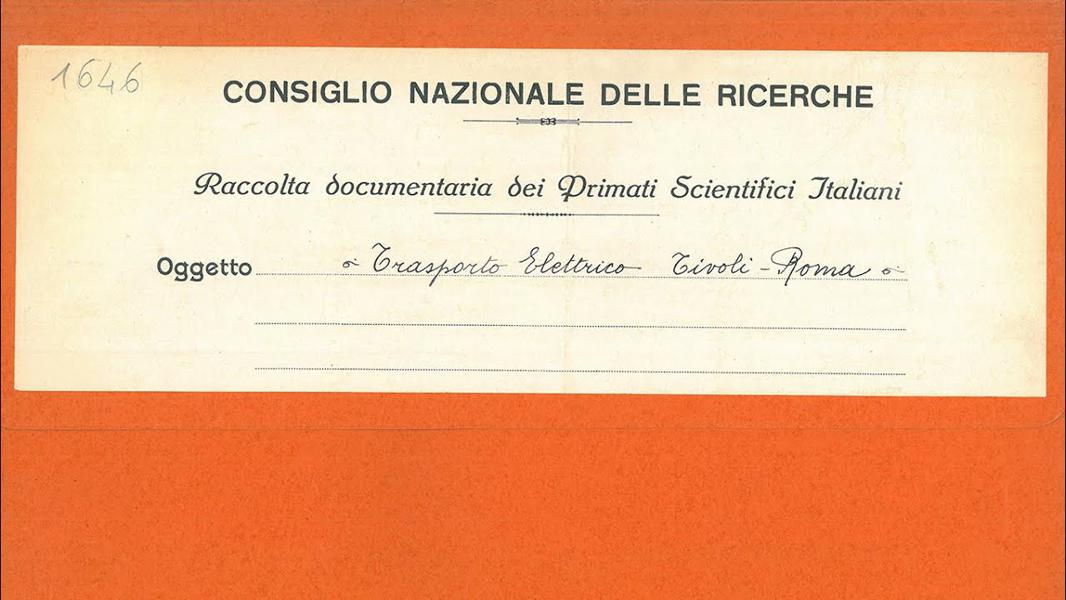 1646
CONSIGLIO NAZIONALE DELLE RICERCHE
Raccolta documentaria dei Primati Scientifici Italiani
Oggetto Trasporto Elettrico Tivoli - Roma